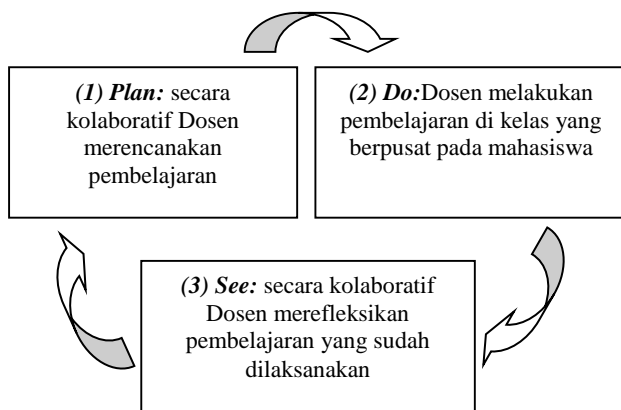 (1) Plan: secara
kolaboratif Dosen
merencanakan
pembelajaran
(2) Do:Dosen melakukan
pembelajaran di kelas yang
berpusat pada mahasiswa
(3) See: secara kolaboratif
Dosen merefleksikan
pembelajaran yang sudah
dilaksanakan